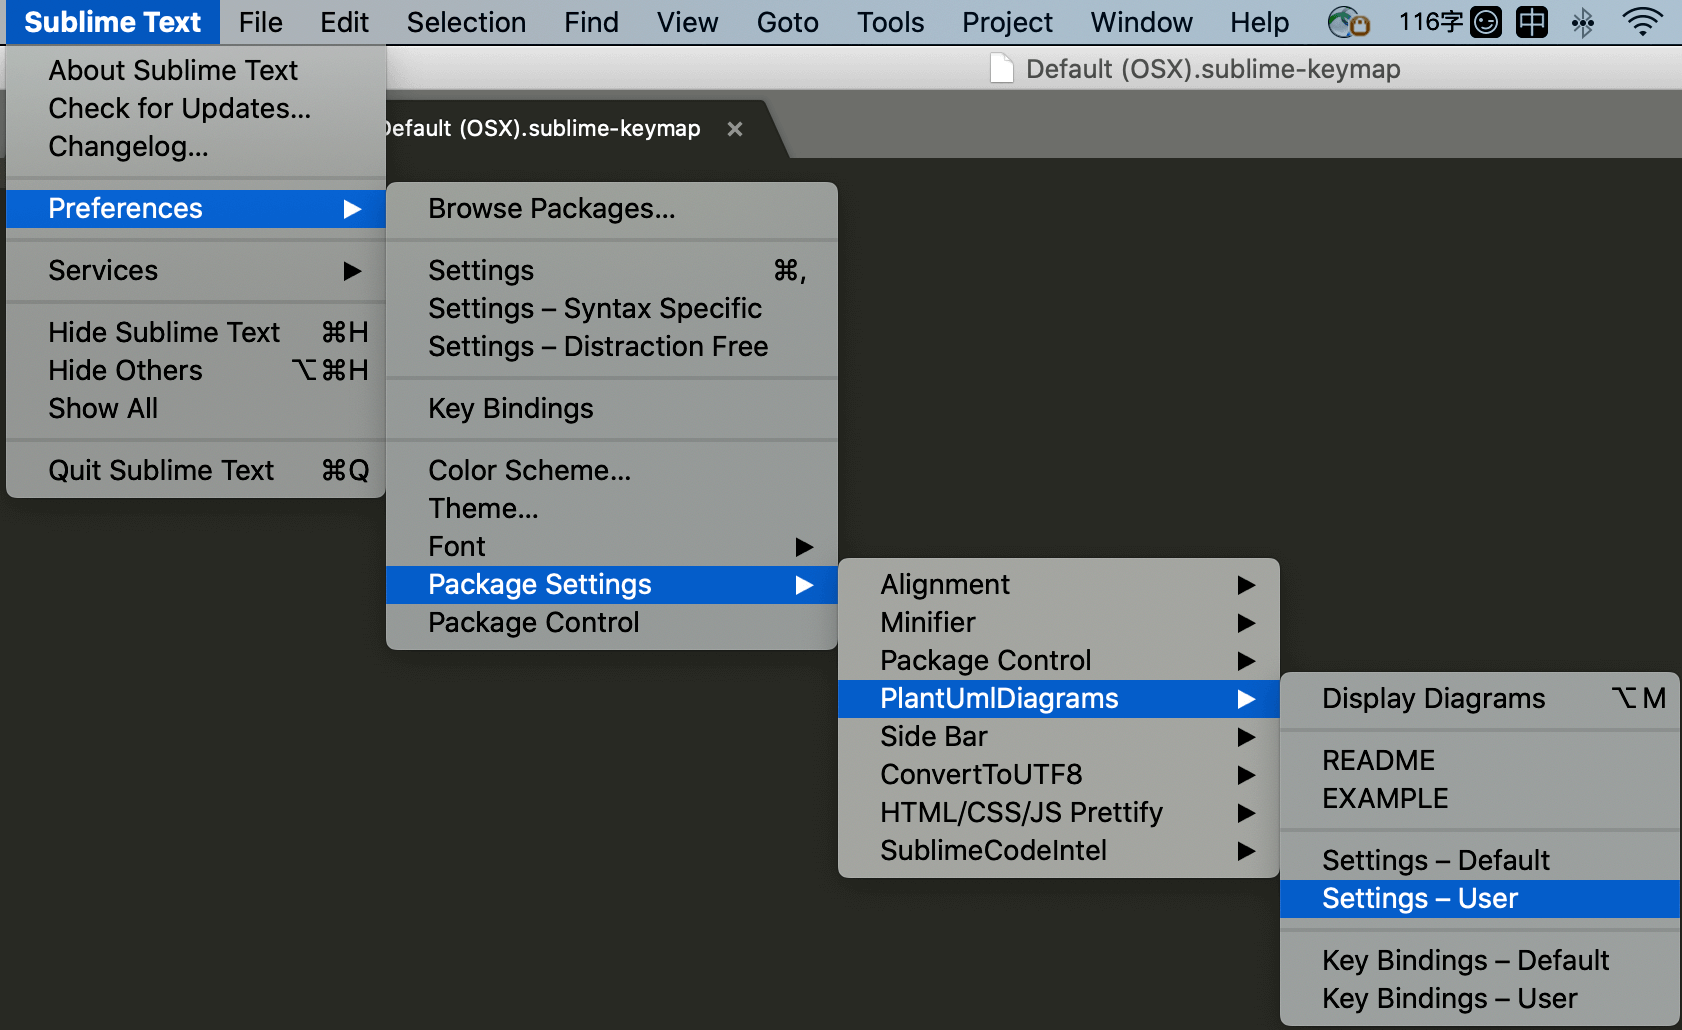 Sublime Text File Edit Selection Find View Goto Tools Project Window Help 116字 中
Default (OSX).sublime-keymap
Default (OSX).sublime-keymap ×
About Sublime Text
Check for Updates...
Changelog...
Preferences ▶
Services ▶
Hide Sublime Text ⌘H
Hide Others ⌥⌘H
Show All
Quit Sublime Text ⌘Q
Browse Packages...
Settings ⌘,
Settings – Syntax Specific
Settings – Distraction Free
Key Bindings
Color Scheme...
Theme...
Font ▶
Package Settings ▶
Package Control
Alignment ▶
Minifier ▶
Package Control ▶
PlantUmlDiagrams ▶
Side Bar ▶
ConvertToUTF8 ▶
HTML/CSS/JS Prettify ▶
SublimeCodeIntel ▶
Display Diagrams ⌥M
README
EXAMPLE
Settings – Default
Settings – User
Key Bindings – Default
Key Bindings – User